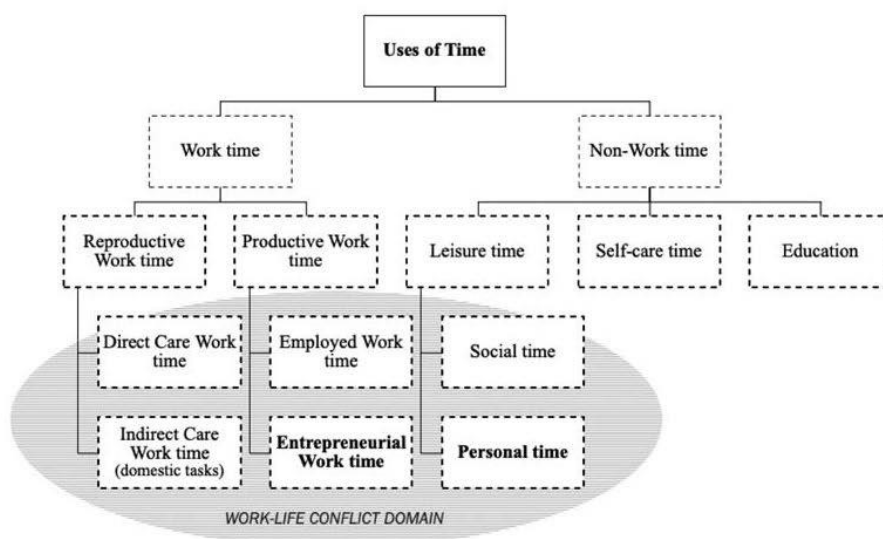 Uses of Time
Work time
Non-Work time
Reproductive
Work time
Productive Work
time
Leisure time
Self-care time
Education
Direct Care Work
time
Employed Work
time
Social time
Indirect Care
Work time
(domestic tasks)
Entrepreneurial
Work time
Personal time
WORK-LIFE CONFLICT DOMAIN